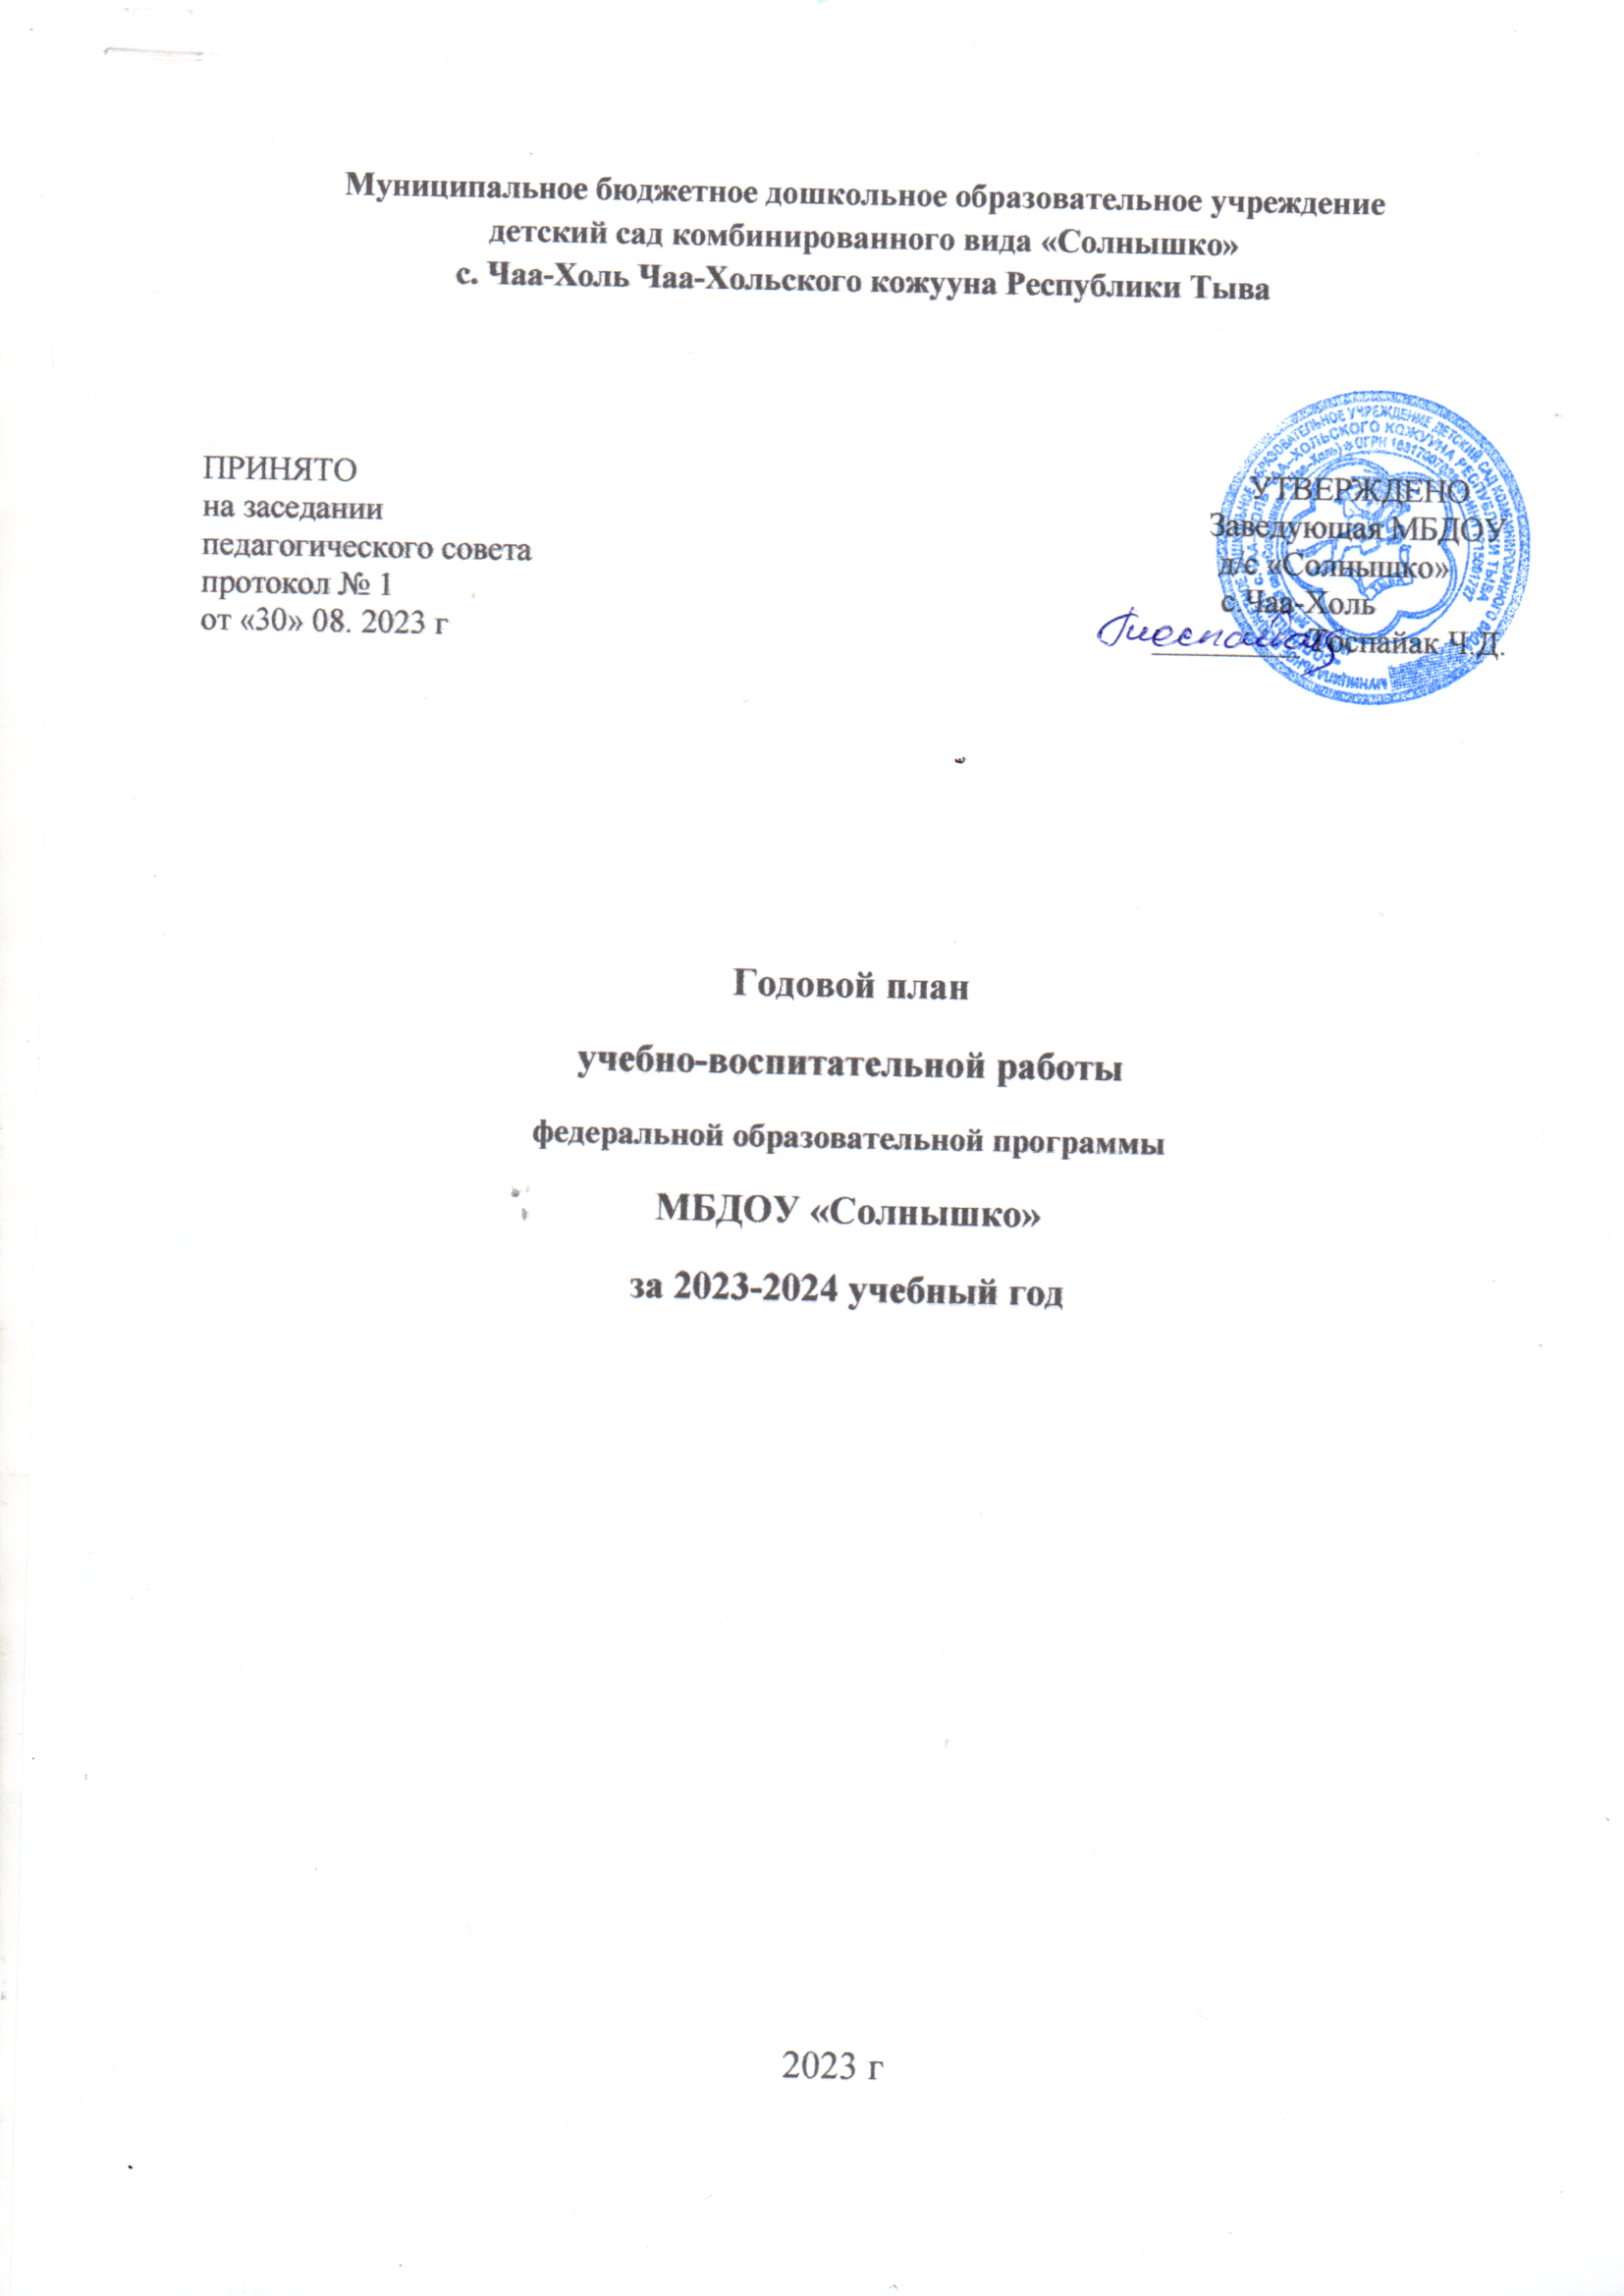 Муниципальное бюджетное дошкольное образовательное учреждение
детский сад комбинированного вида «Солнышко»
с. Чаа-Холь Чаа-Хольского кожууна Республики Тыва
ПРИНЯТО
на заседании
педагогического совета
протокол № 1
от «30» 08. 2023 г
УТВЕРЖДЕНО
Заведующая МБДОУ
д/с «Солнышко»
с.Чаа-Холь
Тоспайак Ч.Д.
Годовой план
учебно-воспитательной работы
федеральной образовательной программы
МБДОУ «Солнышко»
за 2023-2024 учебный год
2023 г